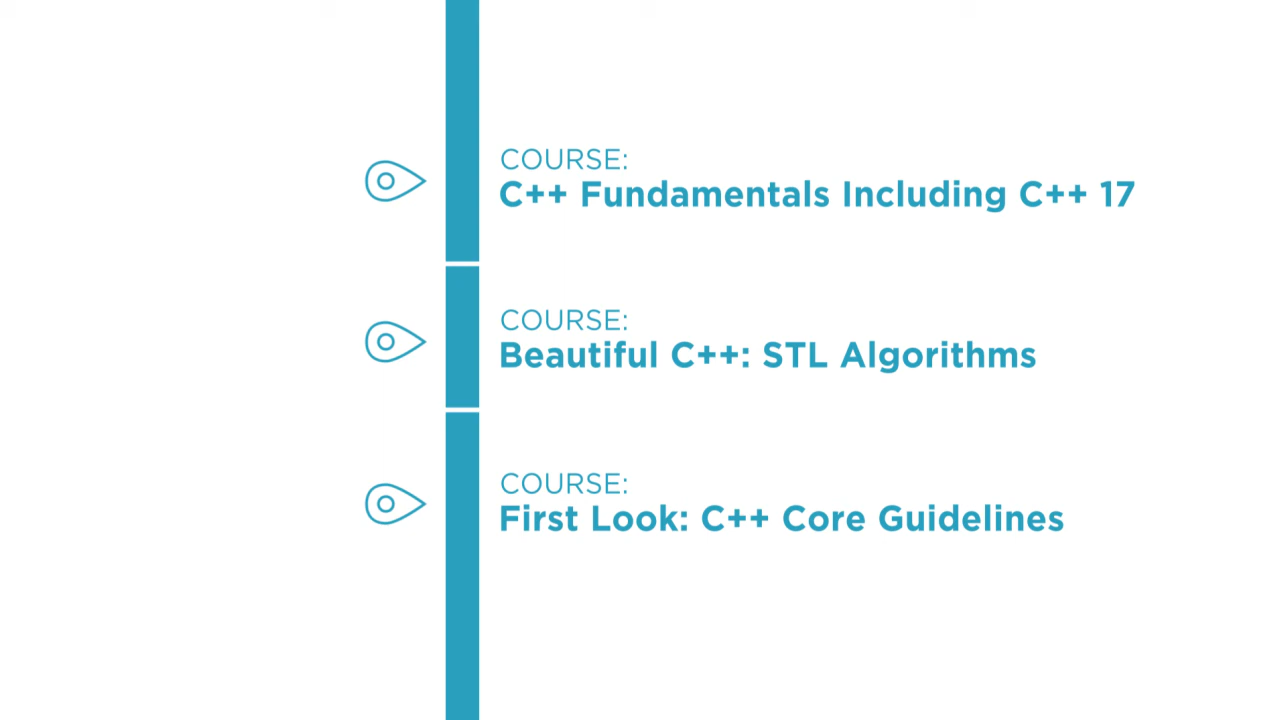 COURSE:
C++ Fundamentals Including C++ 17
COURSE:
Beautiful C++: STL Algorithms
COURSE:
First Look: C++ Core Guidelines